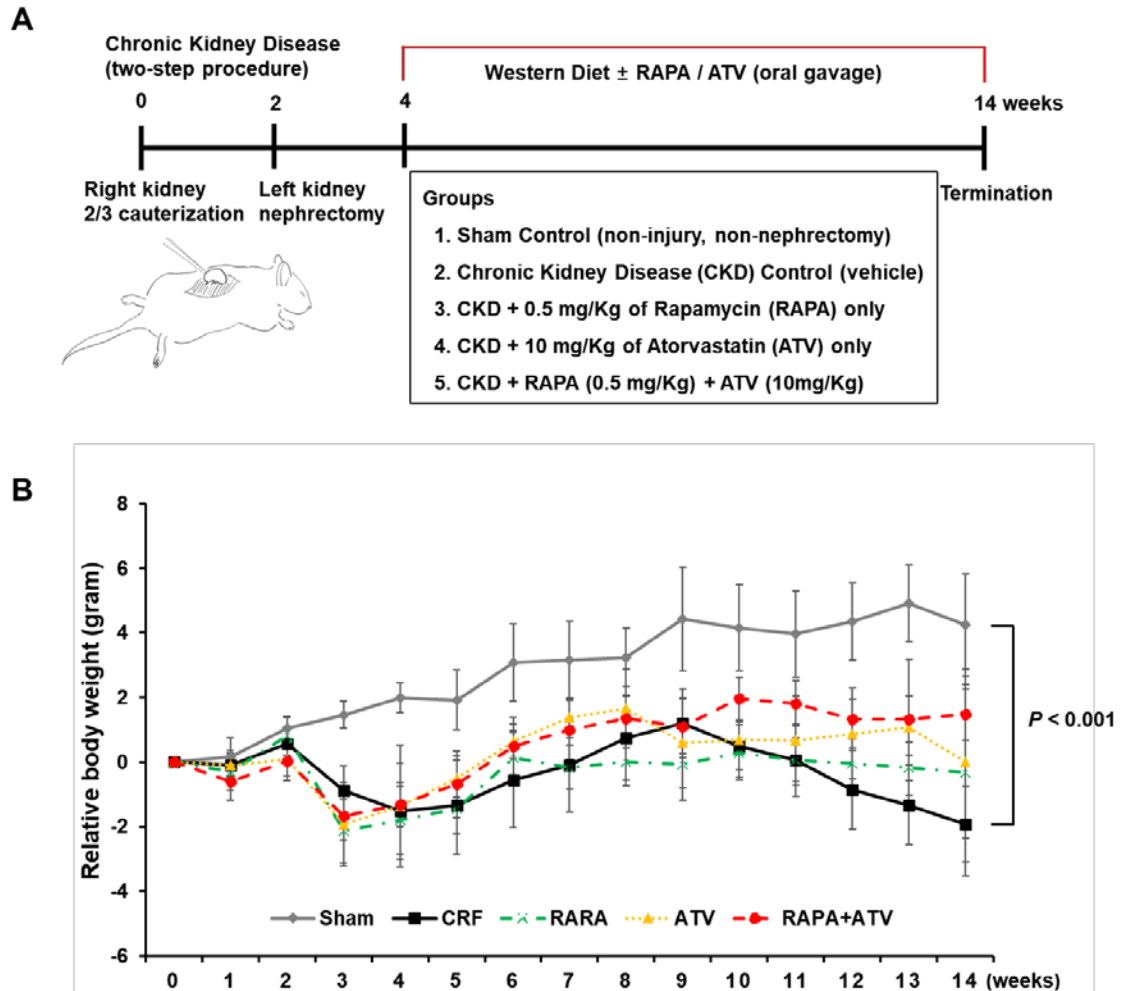 A
Chronic Kidney Disease
(two-step procedure)
Western Diet ± RAPA / ATV (oral gavage)
0
2
4
14 weeks
Right kidney
2/3 cauterization
Left kidney
nephrectomy
Termination
Groups
1. Sham Control (non-injury, non-nephrectomy)
2. Chronic Kidney Disease (CKD) Control (vehicle)
3. CKD + 0.5 mg/Kg of Rapamycin (RAPA) only
4. CKD + 10 mg/Kg of Atorvastatin (ATV) only
5. CKD + RAPA (0.5 mg/Kg) + ATV (10mg/Kg)
B
Relative body weight (gram)
8
6
4
2
0
-2
-4
-6
P < 0.001
Sham CRF RARA ATV RAPA+ATV
0 1 2 3 4 5 6 7 8 9 10 11 12 13 14 (weeks)